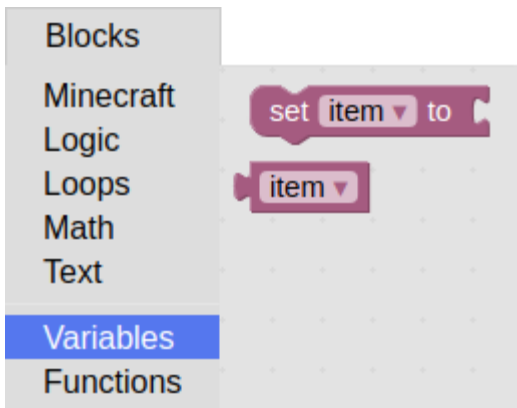 Blocks
Minecraft
Logic
Loops
Math
Text
Variables
Functions
set item to
item